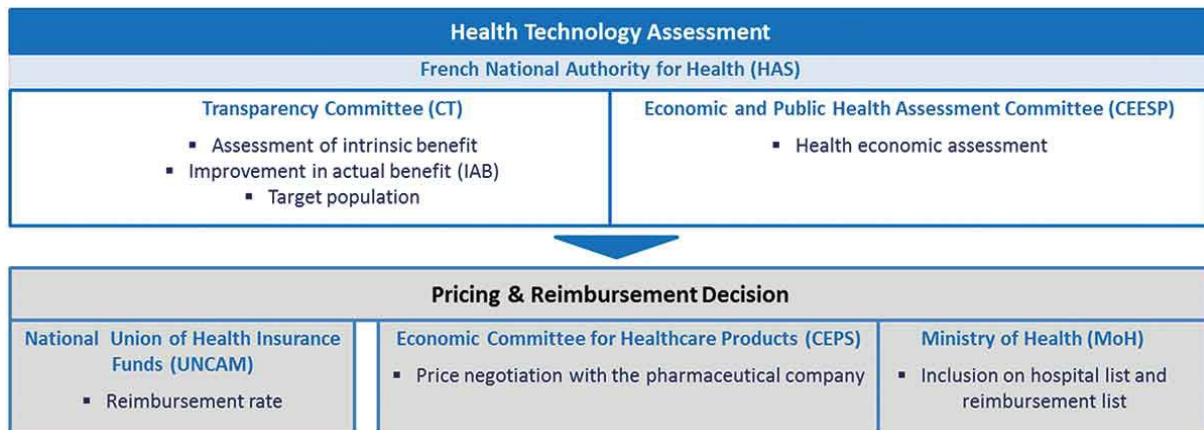 Health Technology Assessment
French National Authority for Health (HAS)
Transparency Committee (CT)
▪ Assessment of intrinsic benefit
▪ Improvement in actual benefit (IAB)
▪ Target population
Economic and Public Health Assessment Committee (CEESP)
▪ Health economic assessment
Pricing & Reimbursement Decision
National Union of Health Insurance
Funds (UNCAM)
▪ Reimbursement rate
Economic Committee for Healthcare Products (CEPS)
▪ Price negotiation with the pharmaceutical company
Ministry of Health (MoH)
▪ Inclusion on hospital list and
reimbursement list